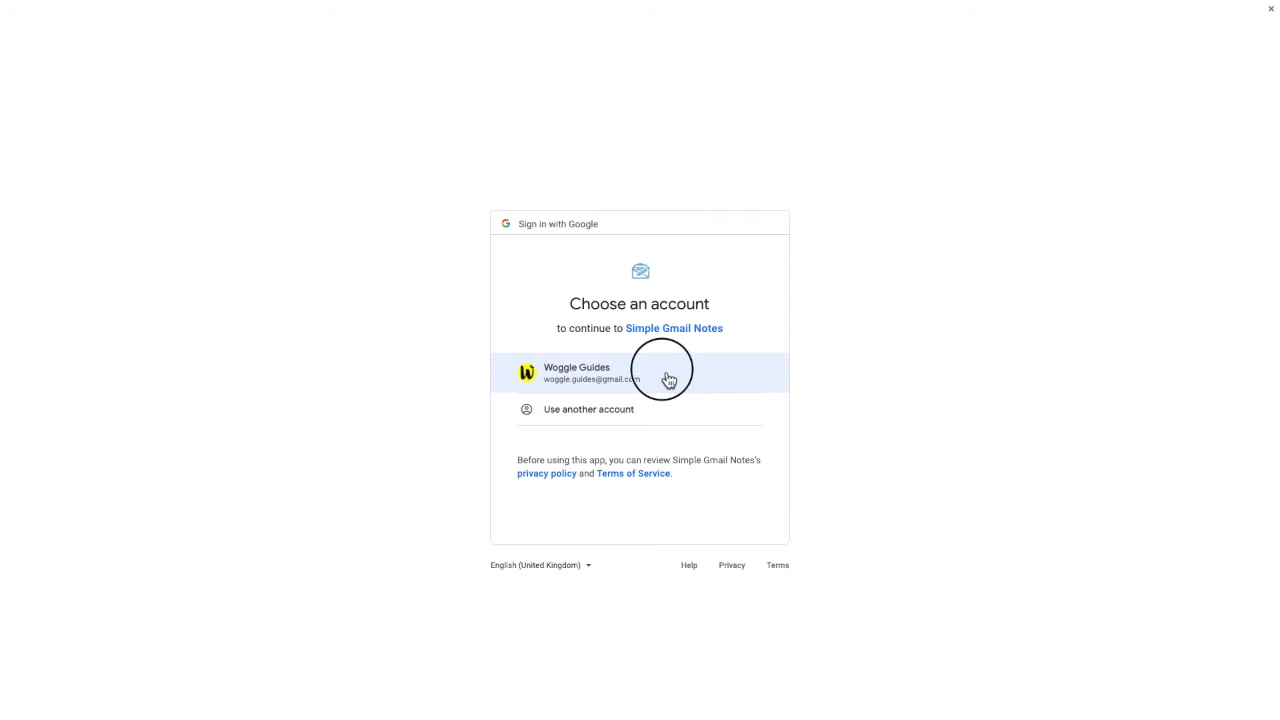 ×
Sign in with Google
Choose an account
to continue to Simple Gmail Notes
Woggle Guides
woggle.guides@gmail.com
Use another account
Before using this app, you can review Simple Gmail Notes's
privacy policy and Terms of Service.
English (United Kingdom) Help Privacy Terms